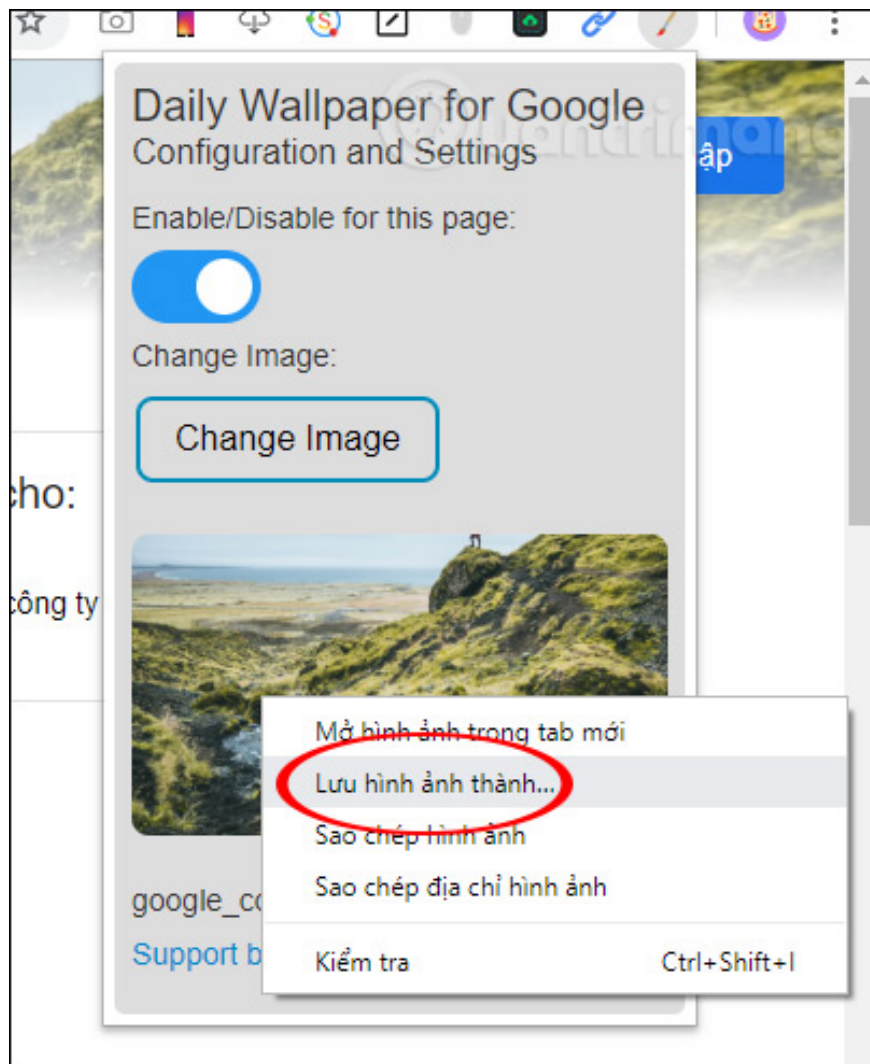 Daily Wallpaper for Google
Configuration and Settings
Quantrimang
ập
Enable/Disable for this page:
Change Image:
Change Image
cho:
công ty
Mở hình ảnh trong tab mới
Lưu hình ảnh thành...
Sao chép hình ảnh
Sao chép địa chỉ hình ảnh
google_co
Support b
Kiểm tra Ctrl+Shift+I